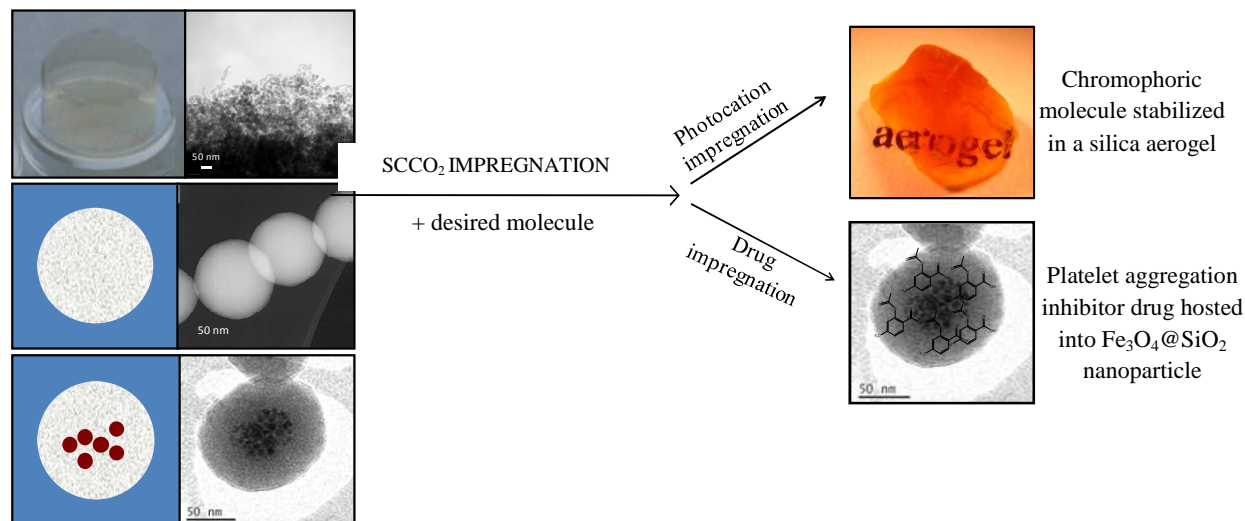 50 nm
SCCO₂ IMPREGNATION
+ desired molecule
Photocation
impregnation
aerogel
Chromophoric
molecule stabilized
in a silica aerogel
50 nm
Drug
impregnation
50 nm
Platelet aggregation
inhibitor drug hosted
into Fe₃O₄@SiO₂
nanoparticle
50 nm